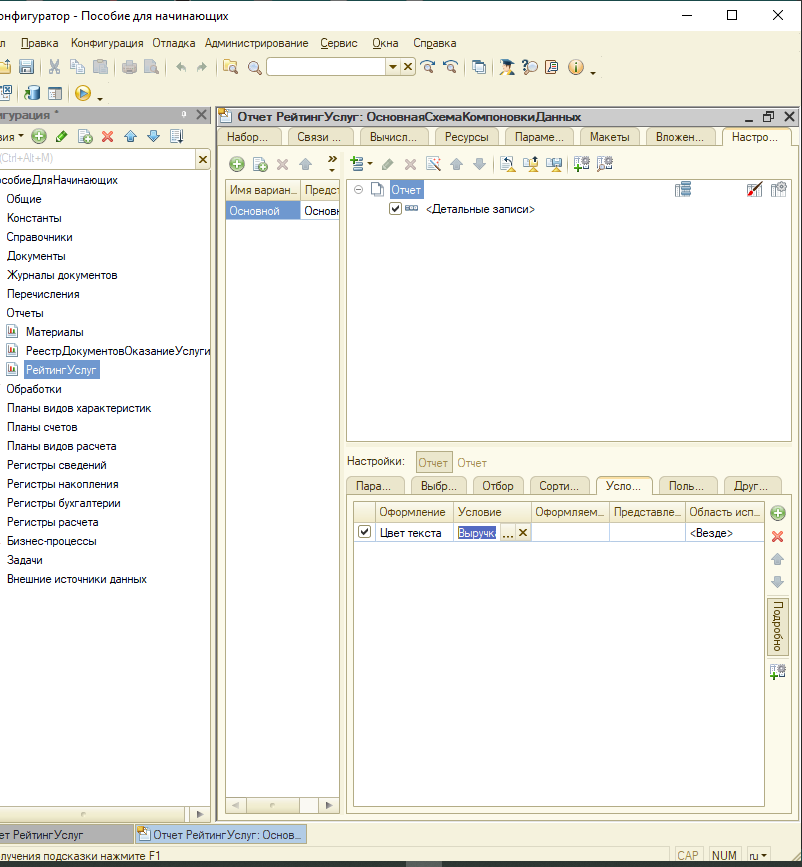 онфигуратор - Пособие для начинающих
л Правка Конфигурация Отладка Администрирование Сервис Окна Справка
гурация *
вия
(Ctrl+Alt+M)
особиеДляНачинающих
Общие
Константы
Справочники
Документы
Журналы документов
Перечисления
Отчеты
Материалы
РеестрДокументовОказаниеУслуги
РейтингУслуг
Обработки
Планы видов характеристик
Планы счетов
Планы видов расчета
Регистры сведений
Регистры накопления
Регистры бухгалтерии
Регистры расчета
Бизнес-процессы
Задачи
Внешние источники данных
Отчет РейтингУслуг: ОсновнаяСхемаКомпоновкиДанных
Набор... Связи ... Вычисл... Ресурсы Параме... Макеты Вложен... Настро...
Имя вариан... Предст
Основной Основн
Отчет
<Детальные записи>
Настройки: Отчет Отчет
Пара... Выбр... Отбор Сорти... Усло... Поль... Друг...
Оформление Условие Оформляем... Представле... Область исп...
Цвет текста Выручка ... <Везде>
Подробно
ет РейтингУслуг Отчет РейтингУслуг: Основ...
лучения подсказки нажмите F1 CAP NUM ru